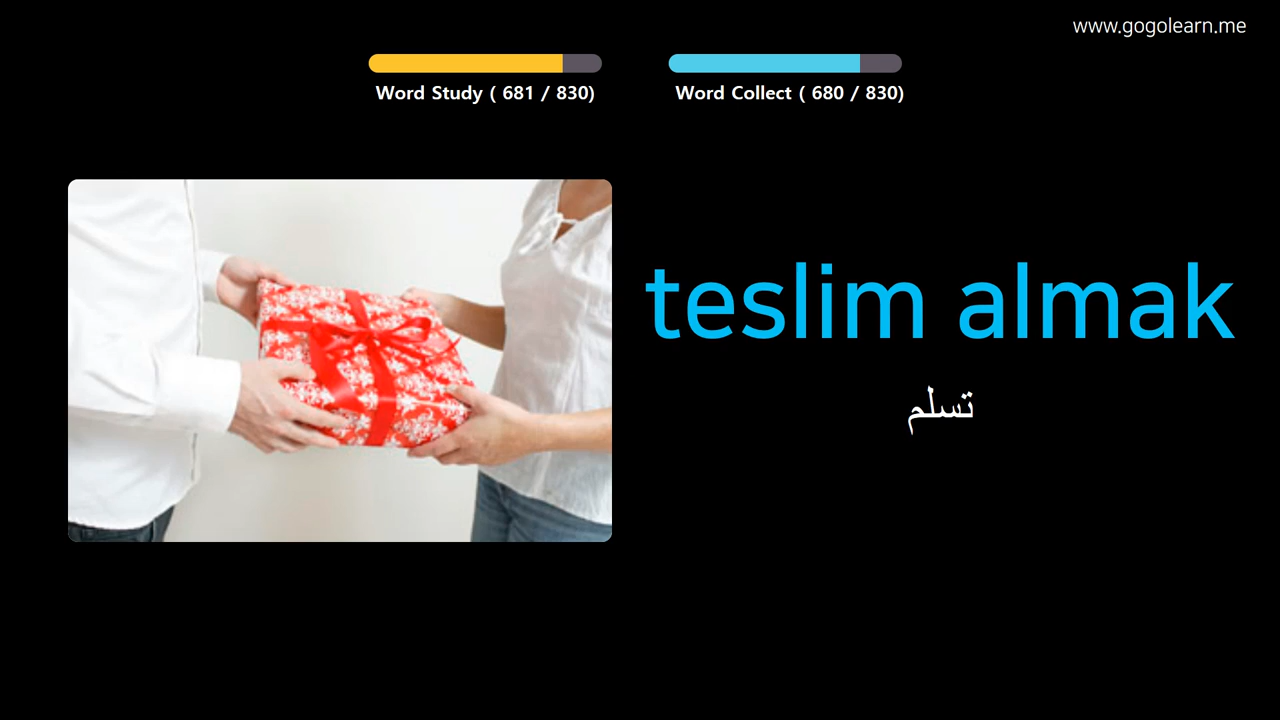 www.gogolearn.me
Word Study ( 681 / 830)
Word Collect ( 680 / 830)
teslim almak
تسلم